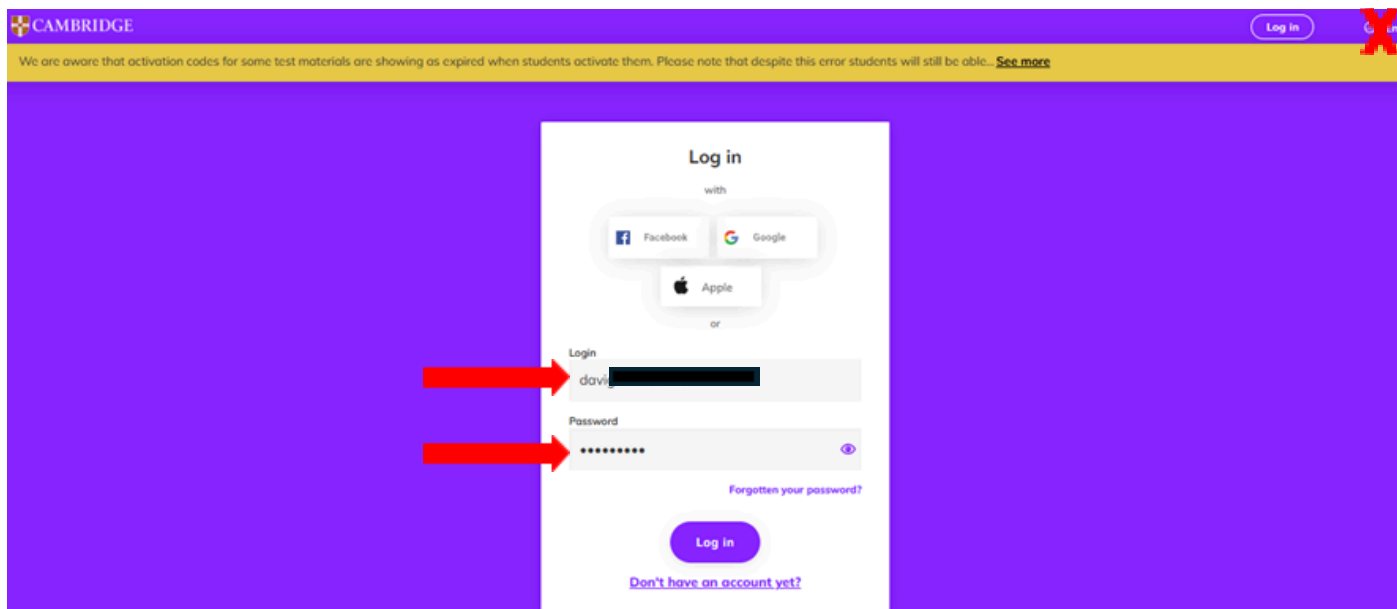 CAMBRIDGE
Log in
We are aware that activation codes for some test materials are showing as expired when students activate them. Please note that despite this error students will still be able... See more
Log in
with
Facebook
Google
Apple
or
Login
davig
Password
•••••••••
Forgotten your password?
Log in
Don't have an account yet?